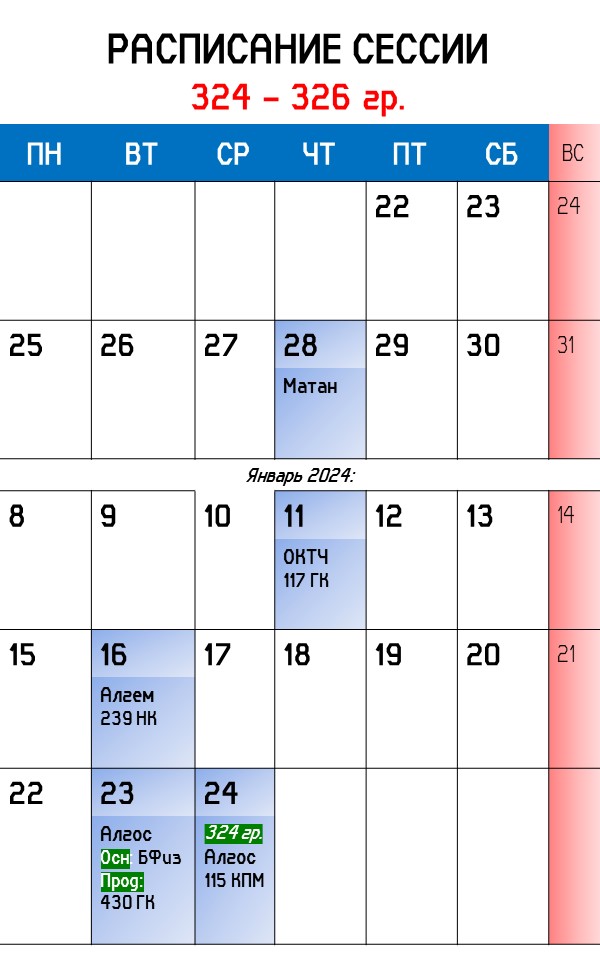 РАСПИСАНИЕ СЕССИИ
324 – 326 гр.
ПН ВТ СР ЧТ ПТ СБ ВС
22 23 24
25 26 27 28 29 30 31
Матан
Январь 2024:
8 9 10 11 12 13 14
ОКТЧ
117 ГК
15 16 17 18 19 20 21
Алгем
239 НК
22 23 24
Алгос
Осн: БФиз
Прод:
430 ГК
324 гр.
Алгос
115 КПМ